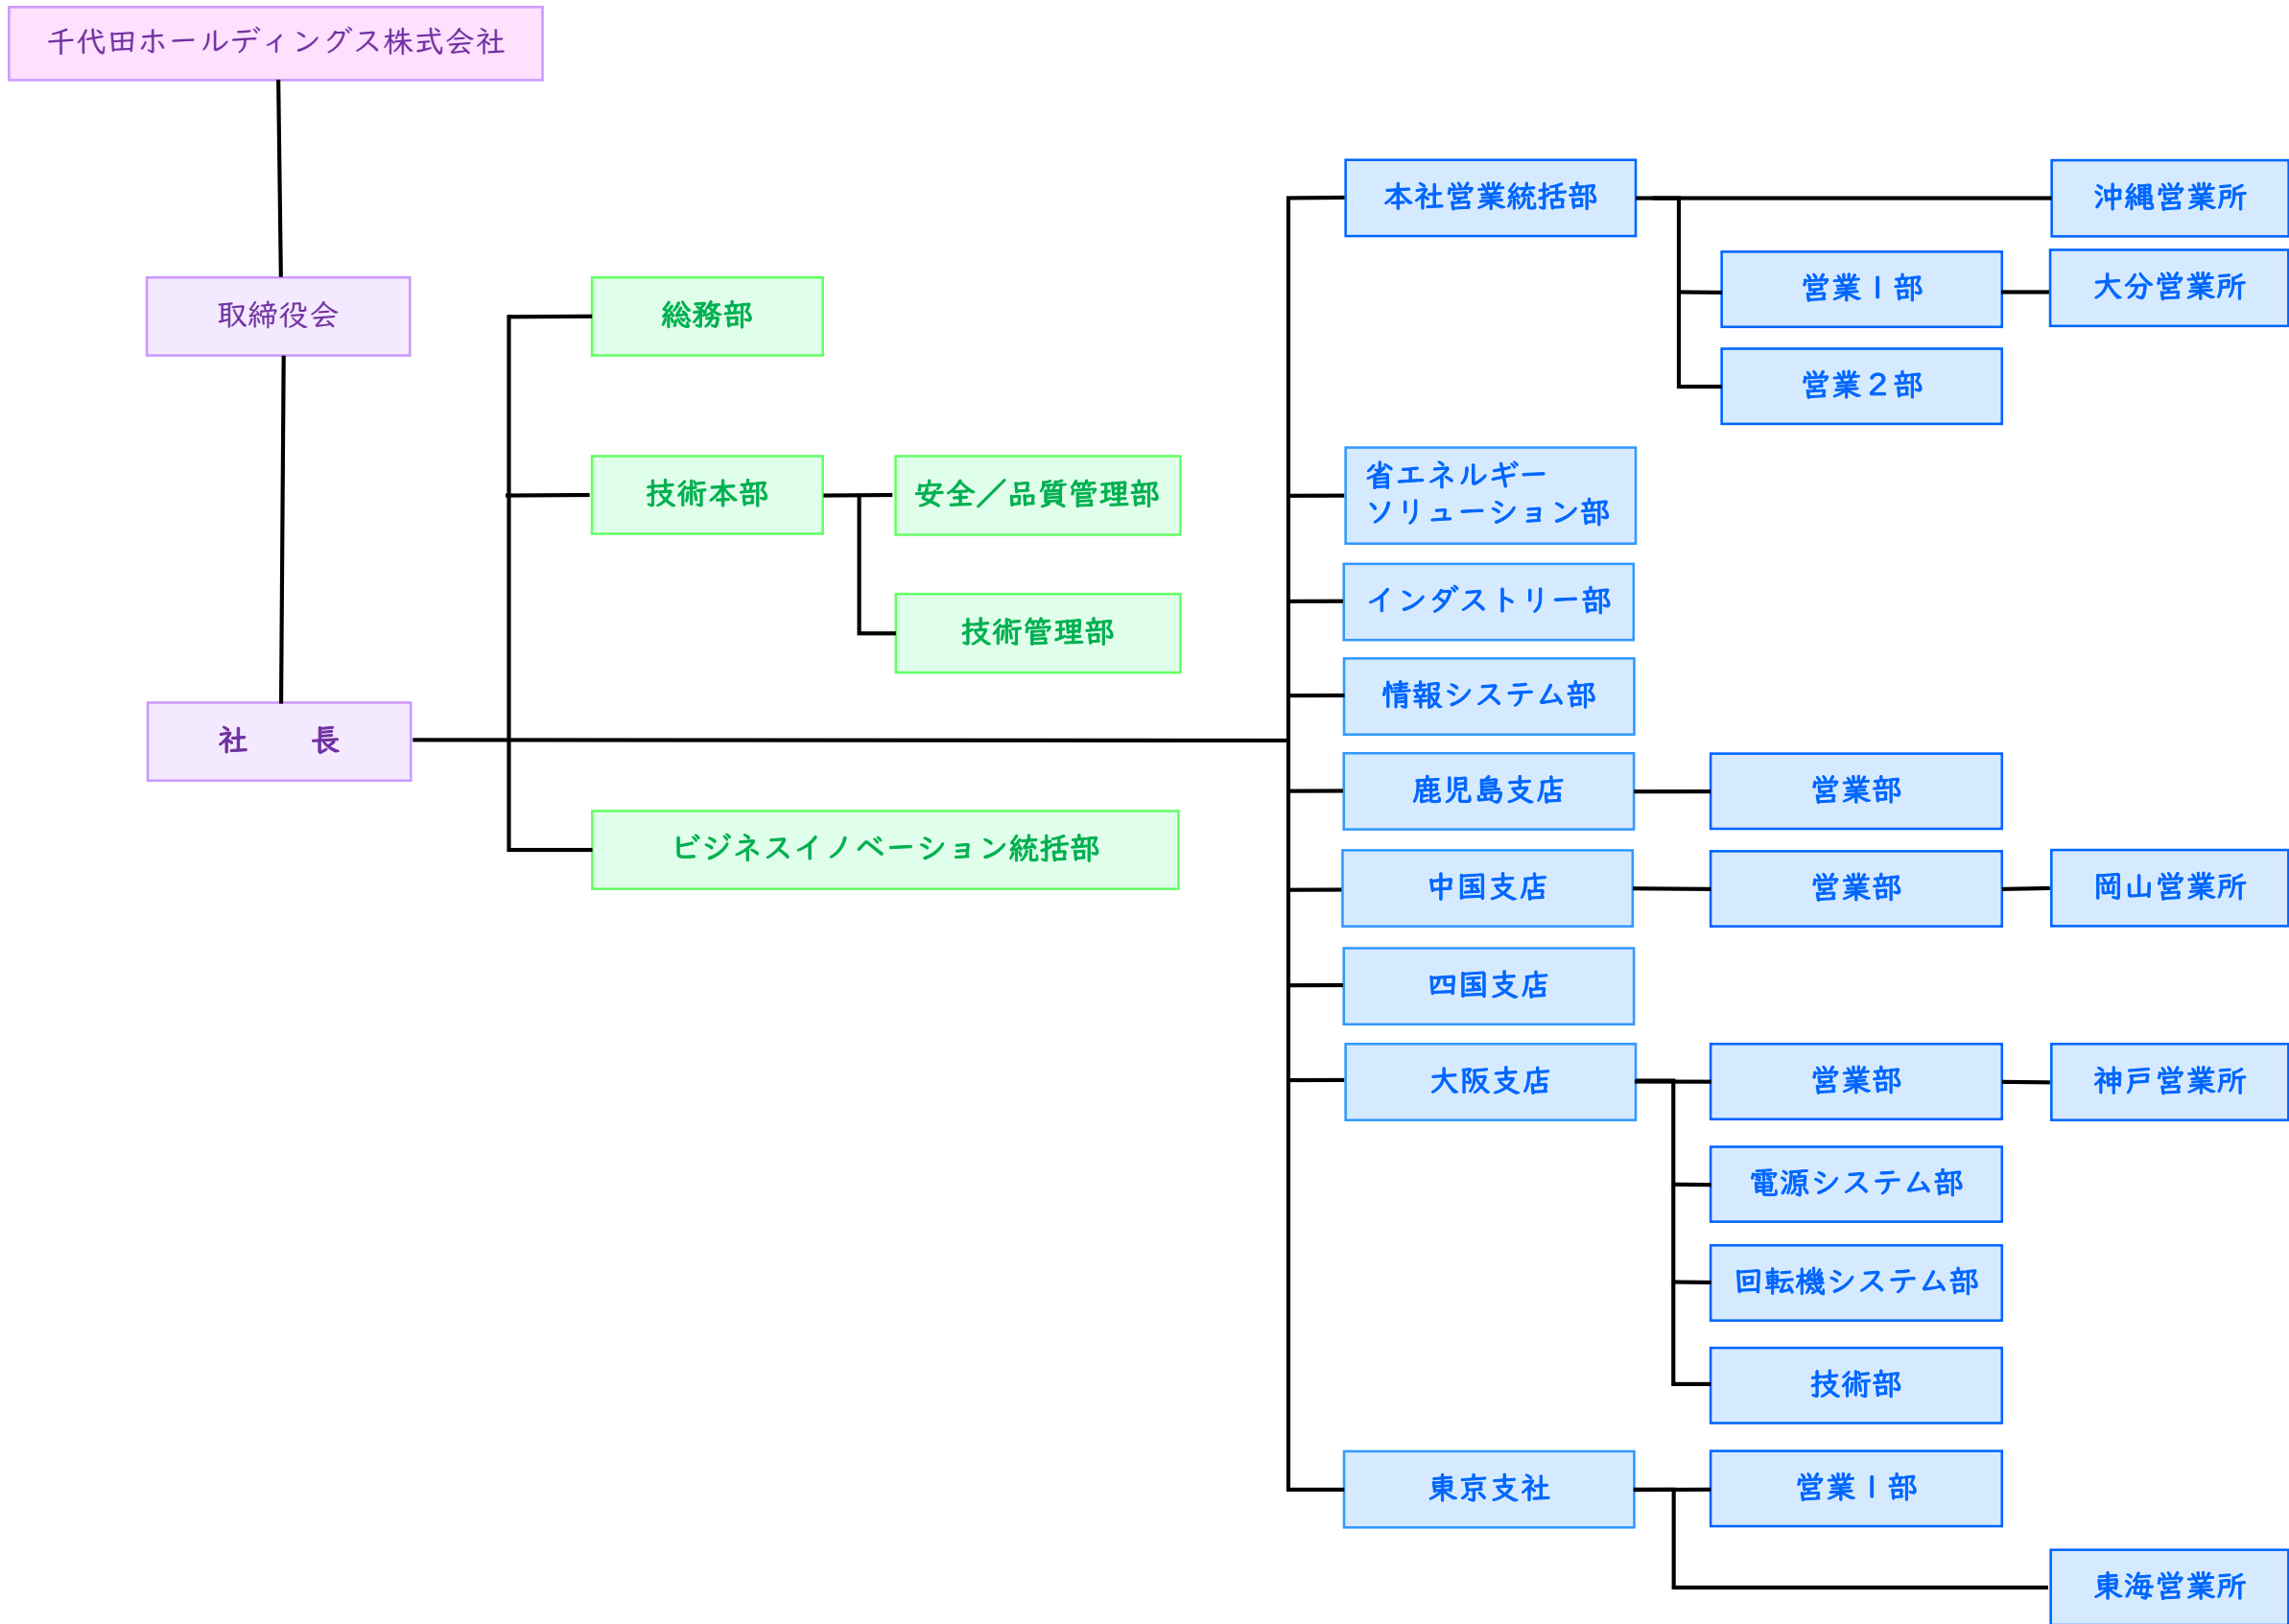 千代田ホールディングス株式会社
取締役会
社　　長
総務部
技術本部
安全／品質管理部
技術管理部
ビジネスイノベーション統括部
本社営業統括部
沖縄営業所
営業１部
大分営業所
営業２部
省エネルギー
ソリューション部
インダストリー部
情報システム部
鹿児島支店
営業部
中国支店
営業部
岡山営業所
四国支店
大阪支店
営業部
神戸営業所
電源システム部
回転機システム部
技術部
東京支社
営業１部
東海営業所